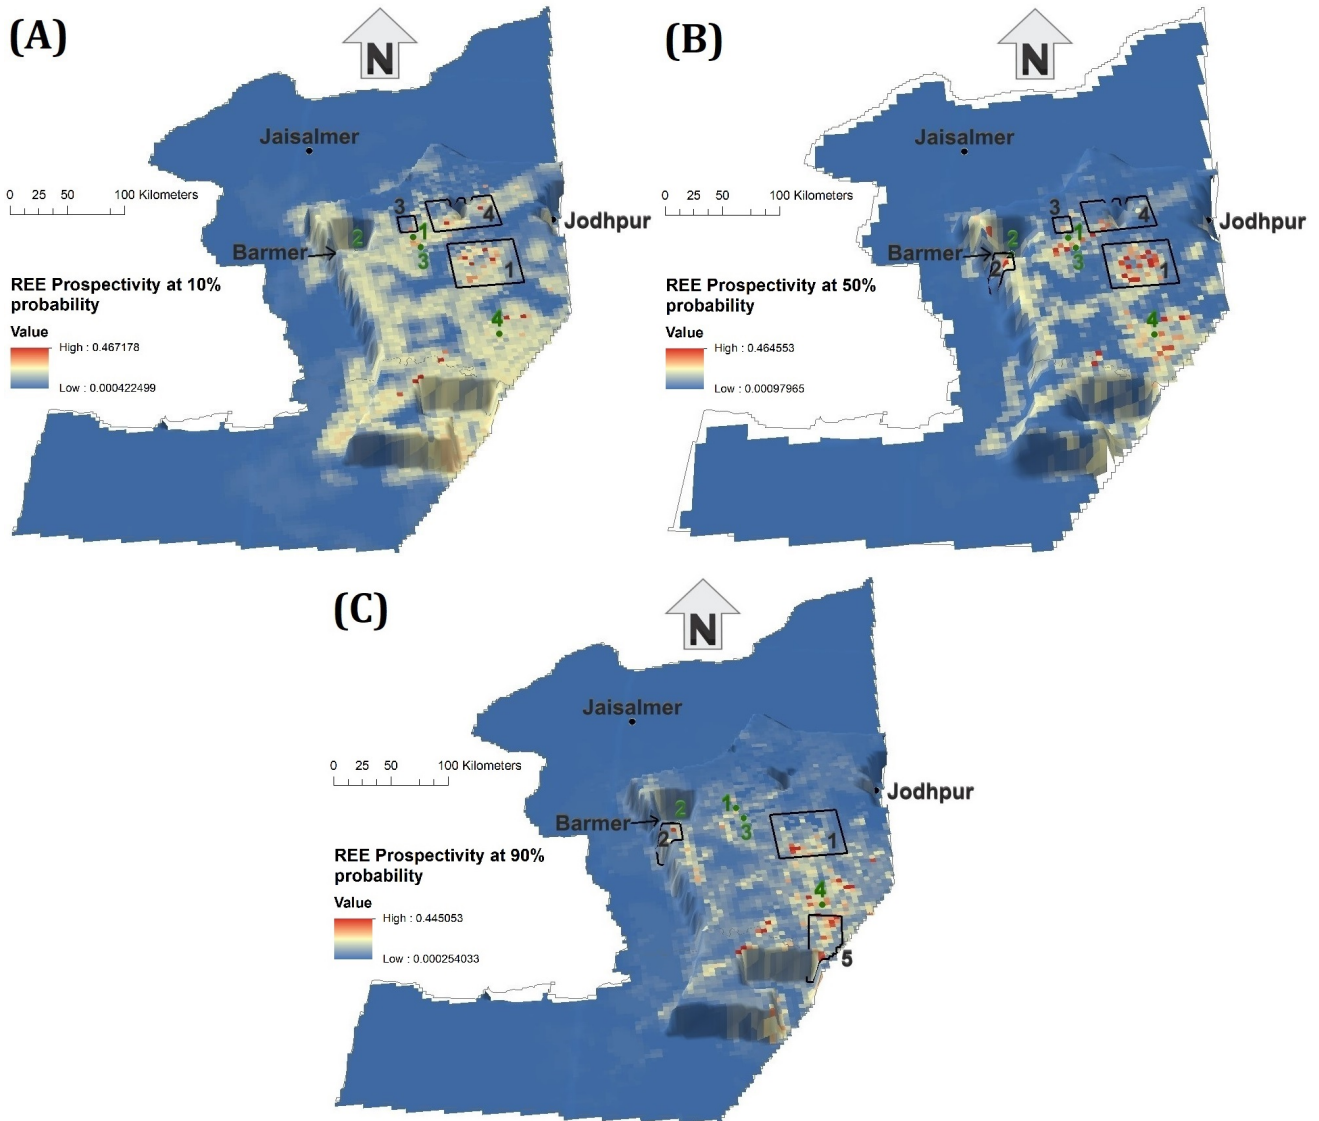 (A)
N
Jaisalmer
0 25 50 100 Kilometers
3
4
Jodhpur
1
2
Barmer
3
1
REE Prospectivity at 10%
probability
Value
4
High : 0.467178
Low : 0.000422499
(B)
N
Jaisalmer
0 25 50 100 Kilometers
3
4
Jodhpur
1
2
Barmer
3
2
1
REE Prospectivity at 50%
probability
Value
4
High : 0.464553
Low : 0.00097965
(C)
N
Jaisalmer
0 25 50 100 Kilometers
Jodhpur
1
2
Barmer
3
2
1
REE Prospectivity at 90%
probability
4
Value
High : 0.445053
Low : 0.000254033
5